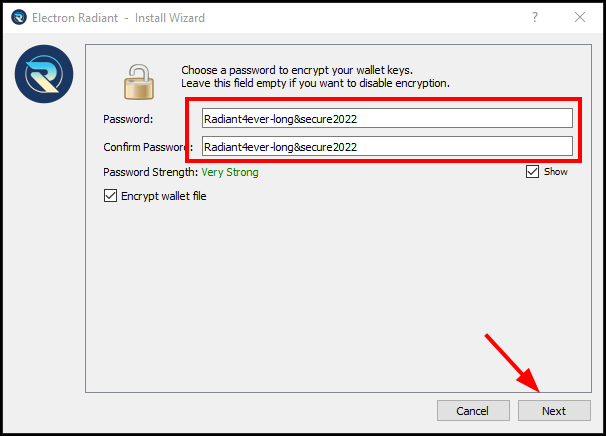 Electron Radiant - Install Wizard
Choose a password to encrypt your wallet keys.
Leave this field empty if you want to disable encryption.
Password: Radiant4ever-long&secure2022
Confirm Password: Radiant4ever-long&secure2022
Password Strength: Very Strong Show
Encrypt wallet file
Cancel Next